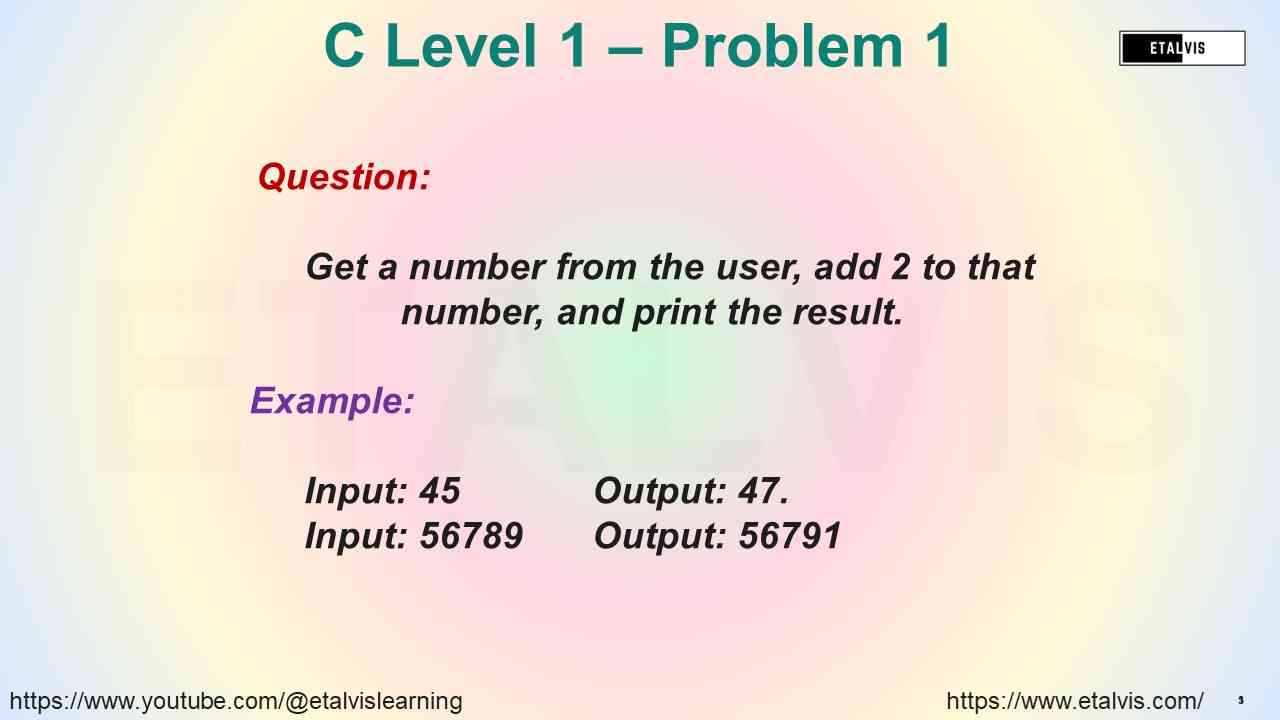 C Level 1 – Problem 1
ETALVIS
Question:
Get a number from the user, add 2 to that
number, and print the result.
ETALVIS
Example:
Input: 45 Output: 47.
Input: 56789 Output: 56791
https://www.youtube.com/@etalvislearning
https://www.etalvis.com/
3